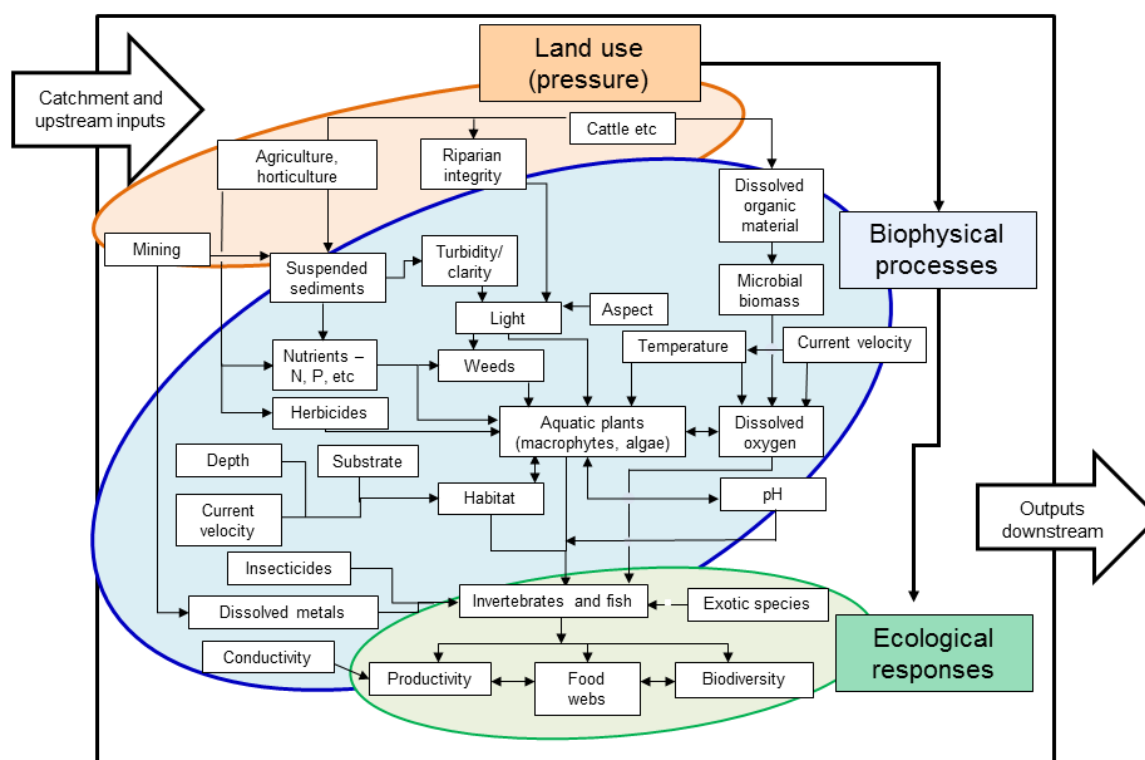 Land use
(pressure)
Catchment and
upstream inputs
Cattle etc
Agriculture,
horticulture
Riparian
integrity
Dissolved
organic
material
Biophysical
processes
Mining
Suspended
sediments
Turbidity/
clarity
Microbial
biomass
Light
Aspect
Temperature
Current velocity
Nutrients –
N, P, etc
Weeds
Herbicides
Aquatic plants
(macrophytes, algae)
Dissolved
oxygen
Depth
Substrate
Habitat
pH
Current
velocity
Outputs
downstream
Insecticides
Dissolved metals
Invertebrates and fish
Exotic species
Ecological
responses
Conductivity
Productivity
Food
webs
Biodiversity